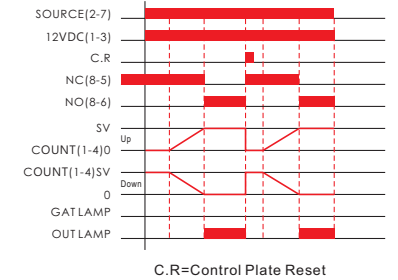 SOURCE(2-7)
12VDC(1-3)
C.R
NC(8-5)
NO(8-6)
SV
Up
COUNT(1-4)0
COUNT(1-4)SV
Down
0
GAT LAMP
OUT LAMP
C.R=Control Plate Reset